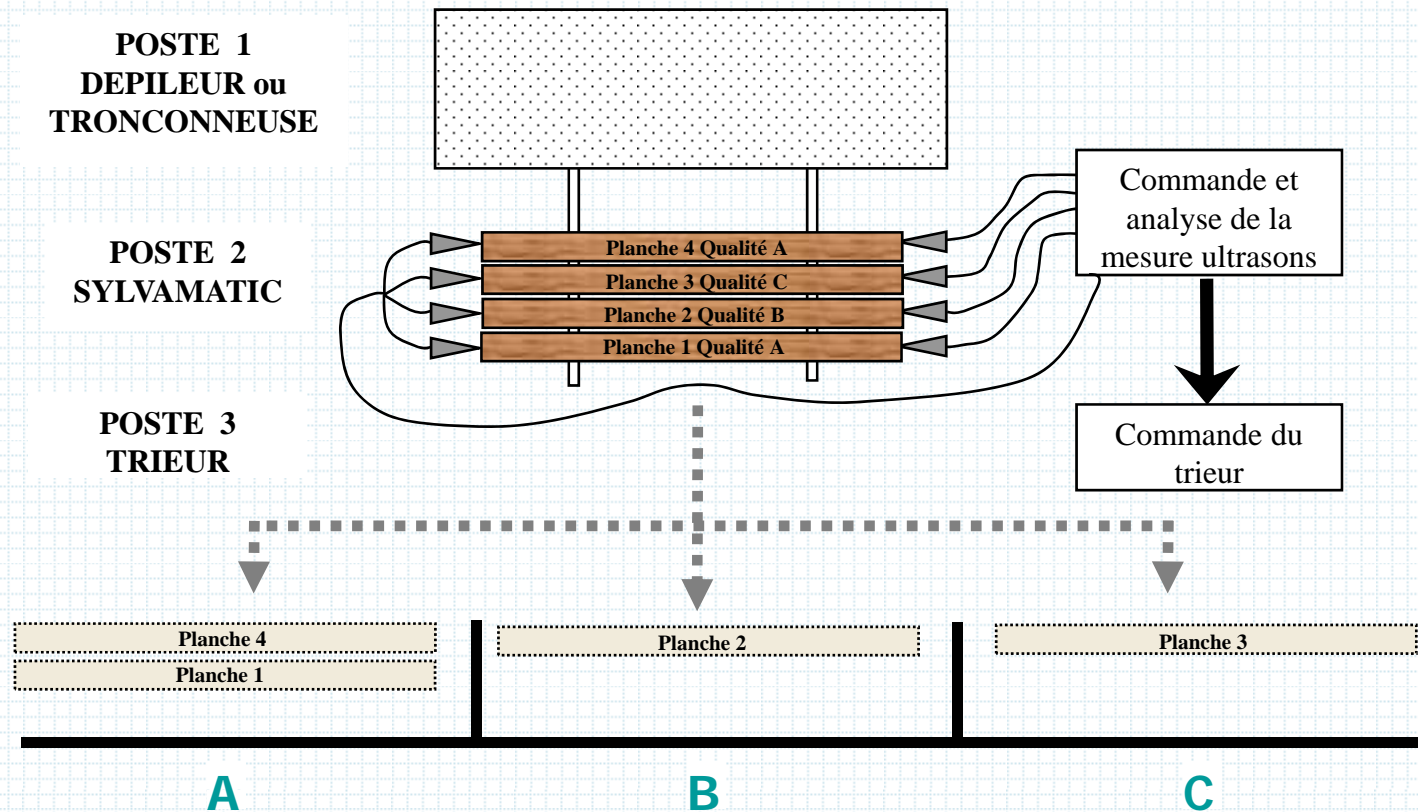 POSTE 1
DEPILEUR ou
TRONCONNEUSE
Commande et
analyse de la
mesure ultrasons
POSTE 2
SYLVAMATIC
Planche 4 Qualité A
Planche 3 Qualité C
Planche 2 Qualité B
Planche 1 Qualité A
POSTE 3
TRIEUR
Commande du
trieur
Planche 4
Planche 1
Planche 2
Planche 3
A
B
C